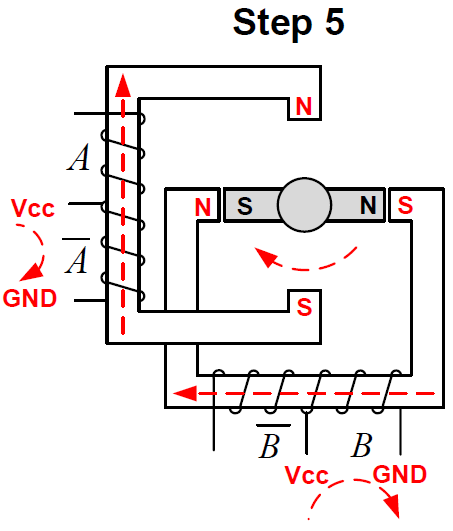 Step 5
N
A
Vcc
N S N S
A̅
GND
S
B̅ B
Vcc GND